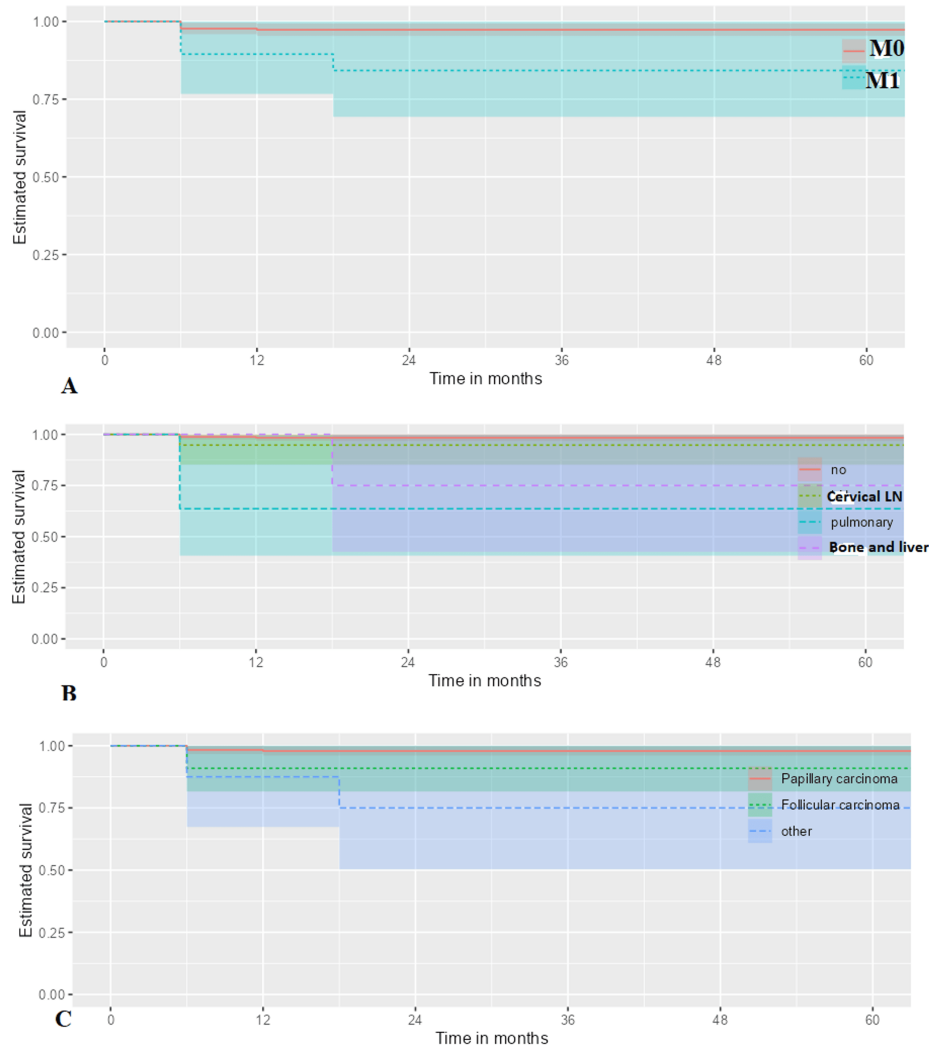 1.00
0.75
0.50
0.25
0.00
Estimated survival
M0
M1
0 12 24 36 48 60
Time in months
A
1.00
0.75
0.50
0.25
0.00
Estimated survival
no
Cervical LN
pulmonary
Bone and liver
0 12 24 36 48 60
Time in months
B
1.00
0.75
0.50
0.25
0.00
Estimated survival
Papillary carcinoma
Follicular carcinoma
other
0 12 24 36 48 60
Time in months
C